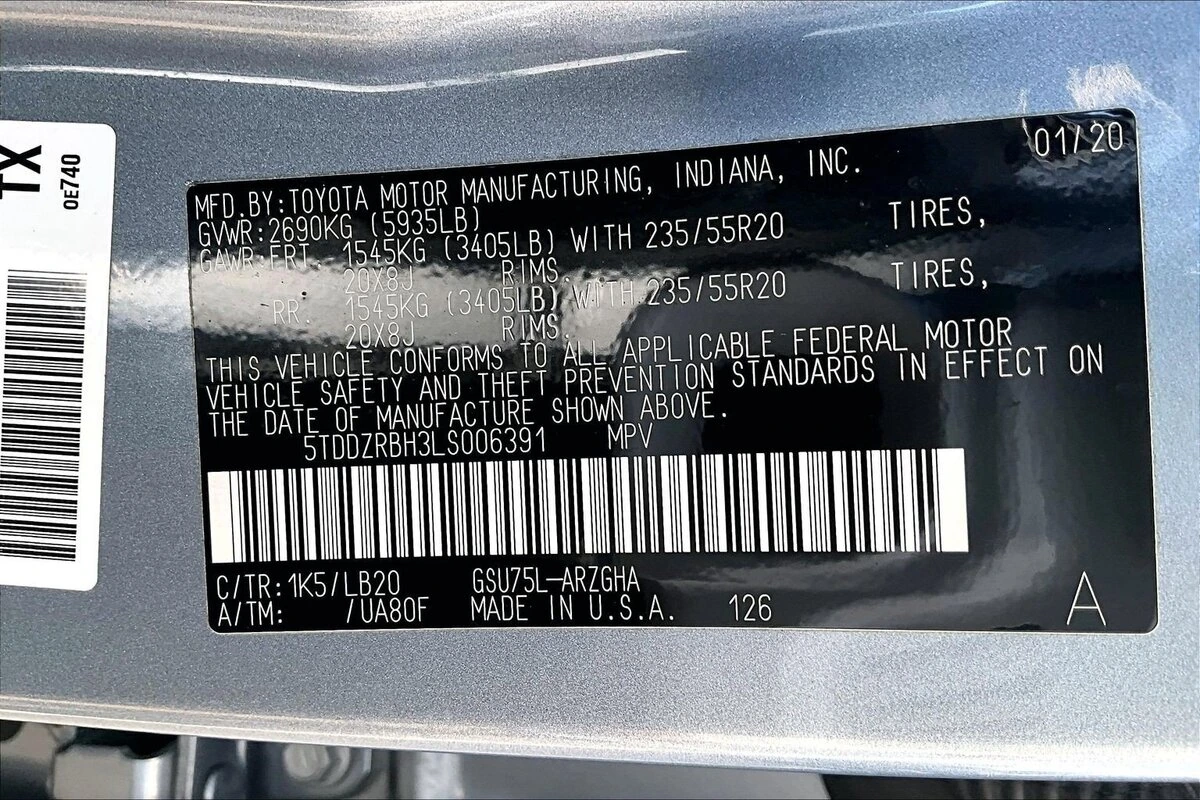 TX
0E740
01/20
MFD.BY:TOYOTA MOTOR MANUFACTURING, INDIANA, INC.
GVWR:2690KG (5935LB)
GAWR:FRT. 1545KG (3405LB) WITH 235/55R20 TIRES,
20X8J RIMS.
RR. 1545KG (3405LB) WITH 235/55R20 TIRES,
20X8J RIMS.
THIS VEHICLE CONFORMS TO ALL APPLICABLE FEDERAL MOTOR
VEHICLE SAFETY AND THEFT PREVENTION STANDARDS IN EFFECT ON
THE DATE OF MANUFACTURE SHOWN ABOVE.
5TDDZRBH3LS006391 MPV
C/TR:1K5/LB20 GSU75L-ARZGHA
A/TM: /UA80F MADE IN U.S.A. 126 A